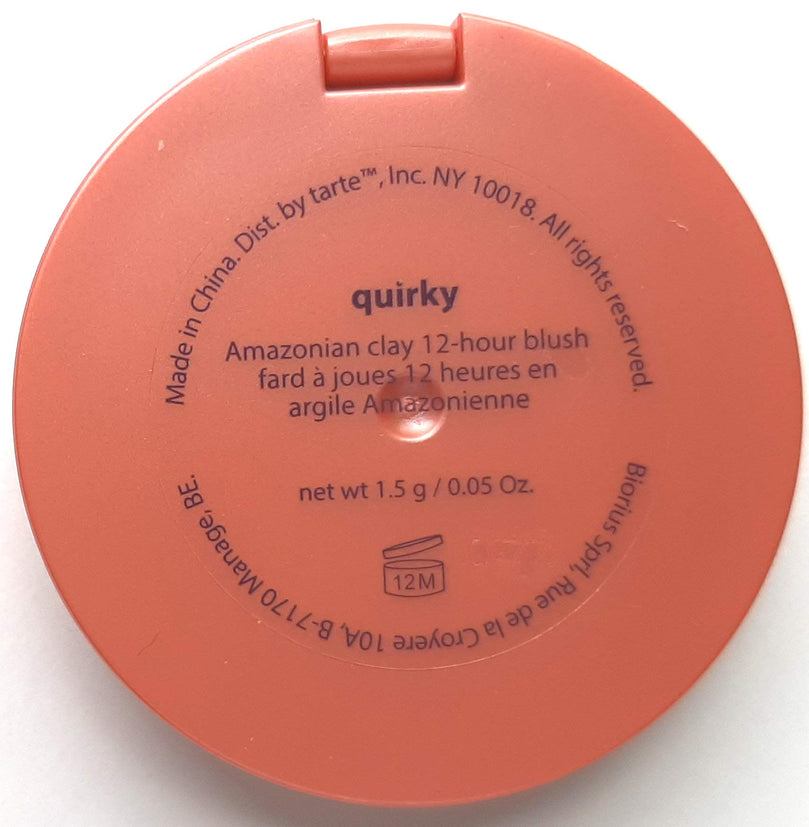 Made in China. Dist. by tarte™, Inc. NY 10018. All rights reserved.
quirky
Amazonian clay 12-hour blush
fard à joues 12 heures en
argile Amazonienne
net wt 1.5 g / 0.05 Oz.
12M
Biorius Sprl, Rue de la Croyere 10A, B-7170 Manage, BE.